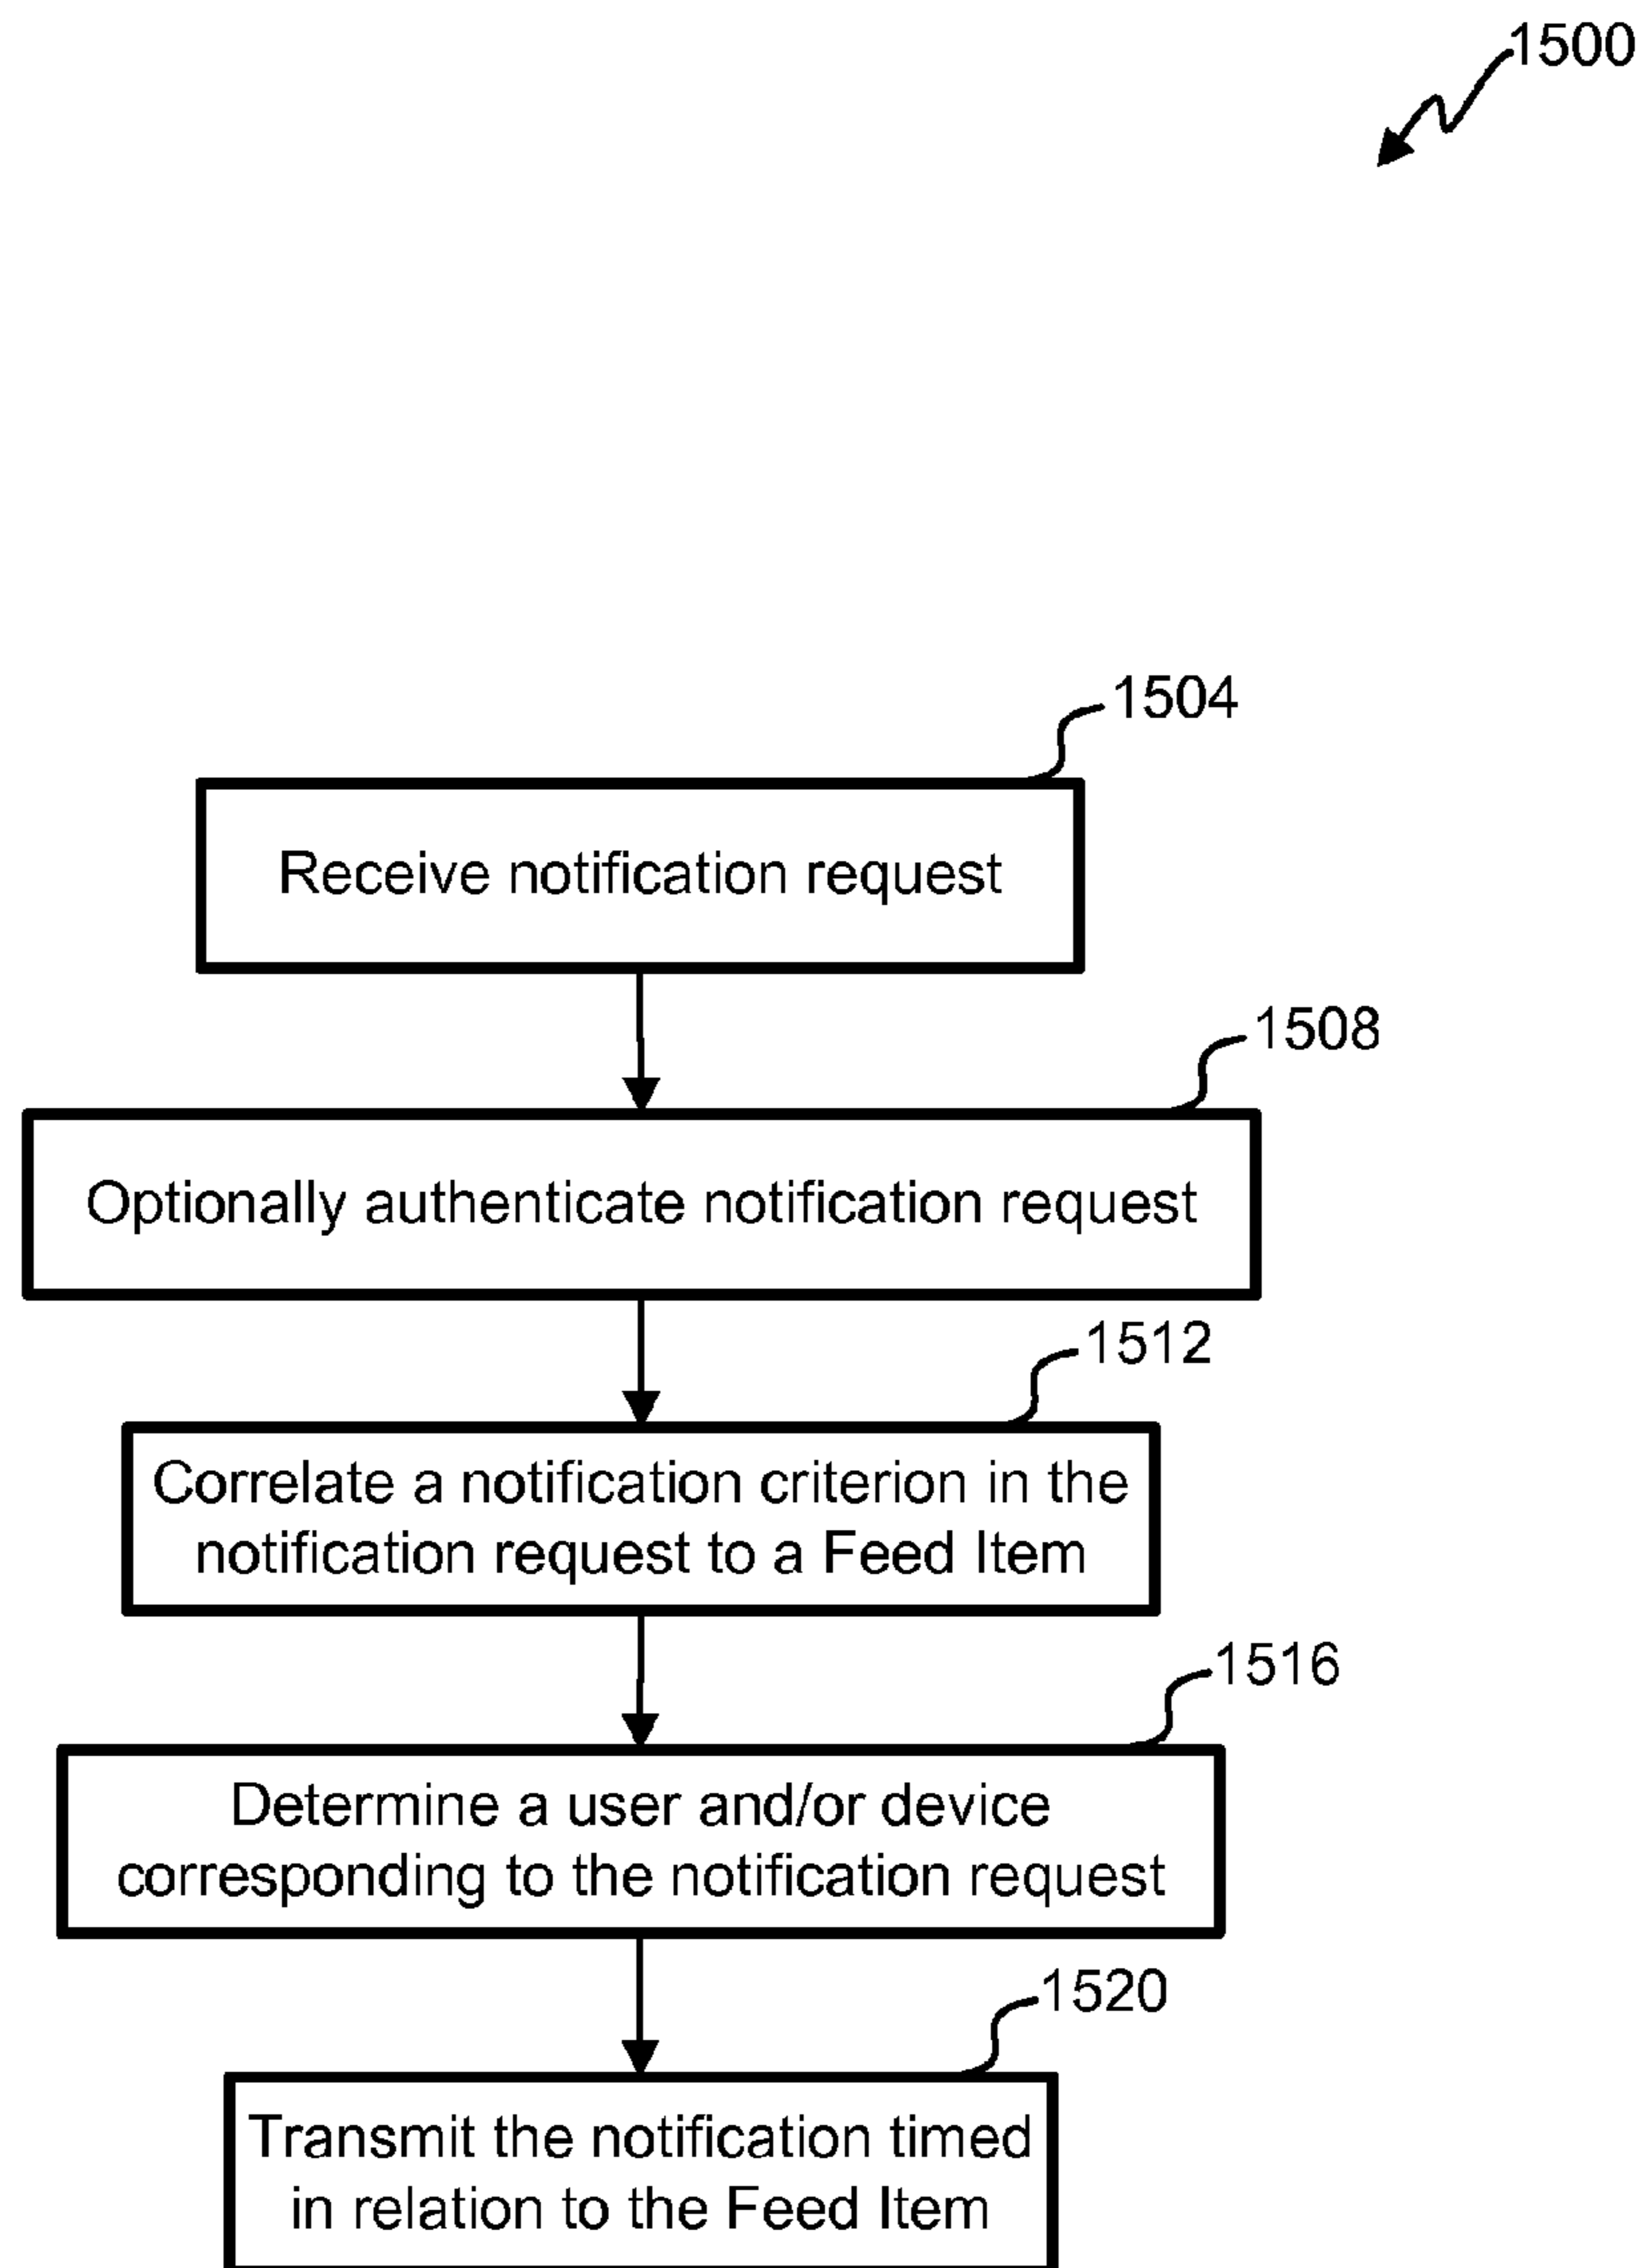 1500
1504
Receive notification request
1508
Optionally authenticate notification request
1512
Correlate a notification criterion in the
notification request to a Feed Item
1516
Determine a user and/or device
corresponding to the notification request
1520
Transmit the notification timed
in relation to the Feed Item